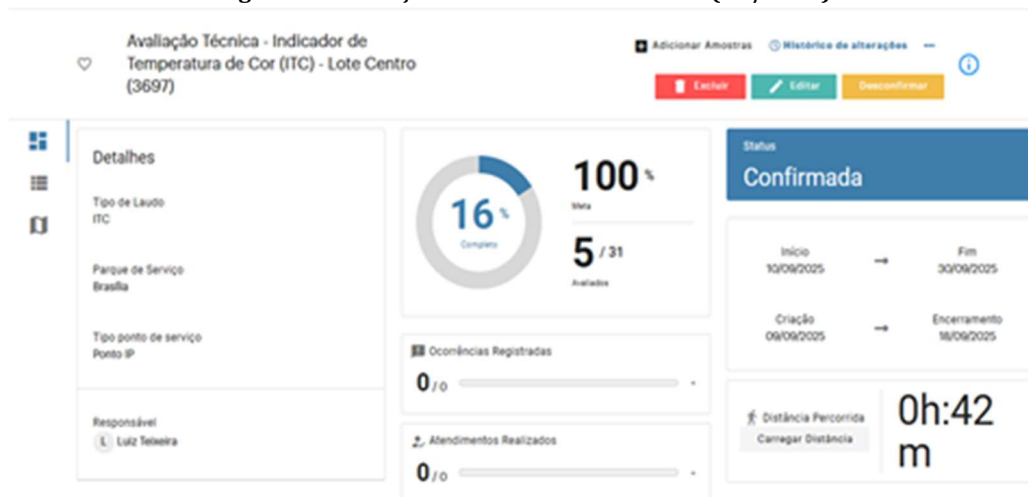 Avaliação Técnica - Indicador de
Temperatura de Cor (ITC) - Lote Centro
(3697)
Adicionar Amostras
Histórico de alterações
Excluir
Editar
Desconfirmar
Detalhes
Tipo de Laudo
ITC
Parque de Serviço
Brasília
Tipo ponto de serviço
Ponto IP
Responsável
L Luiz Teixeira
16 %
Completo
100 %
Meta
5 / 31
Avaliados
Ocorrências Registradas
0 / 0 -
Atendimentos Realizados
0 / 0 -
Status
Confirmada
Início
10/09/2025
→
Fim
30/09/2025
Criação
09/09/2025
→
Encerramento
18/09/2025
Distância Percorrida
Carregar Distância
0h:42
m